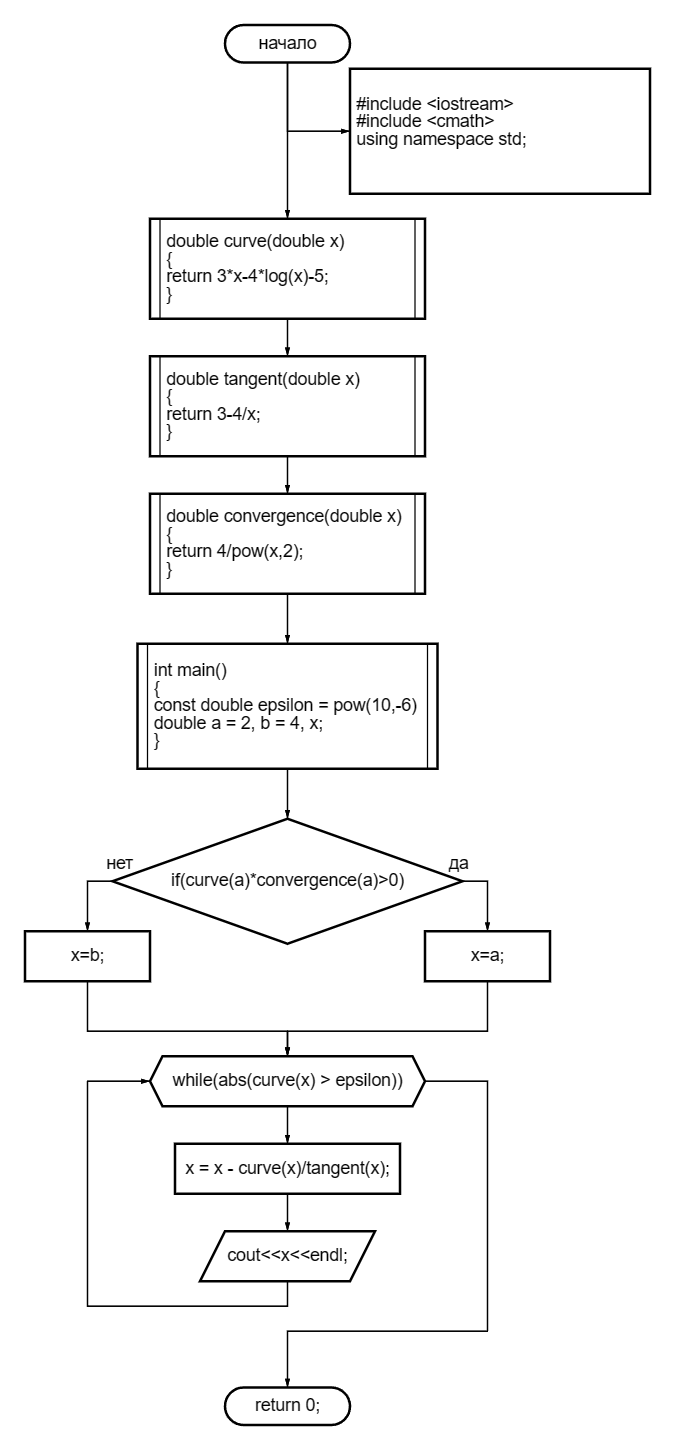 начало
#include <iostream>
#include <cmath>
using namespace std;
double curve(double x)
{
return 3*x-4*log(x)-5;
}
double tangent(double x)
{
return 3-4/x;
}
double convergence(double x)
{
return 4/pow(x,2);
}
int main()
{
const double epsilon = pow(10,-6)
double a = 2, b = 4, x;
}
нет
да
if(curve(a)*convergence(a)>0)
x=b;
x=a;
while(abs(curve(x) > epsilon))
x = x - curve(x)/tangent(x);
cout<<x<<endl;
return 0;